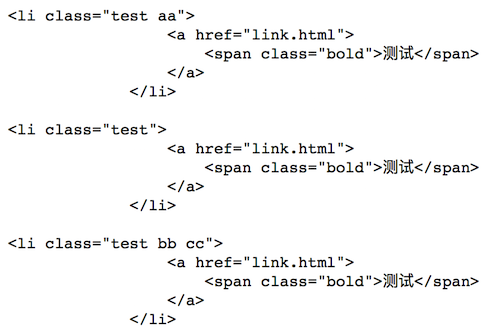 <li class="test aa">
<a href="link.html">
<span class="bold">测试</span>
</a>
</li>
<li class="test">
<a href="link.html">
<span class="bold">测试</span>
</a>
</li>
<li class="test bb cc">
<a href="link.html">
<span class="bold">测试</span>
</a>
</li>